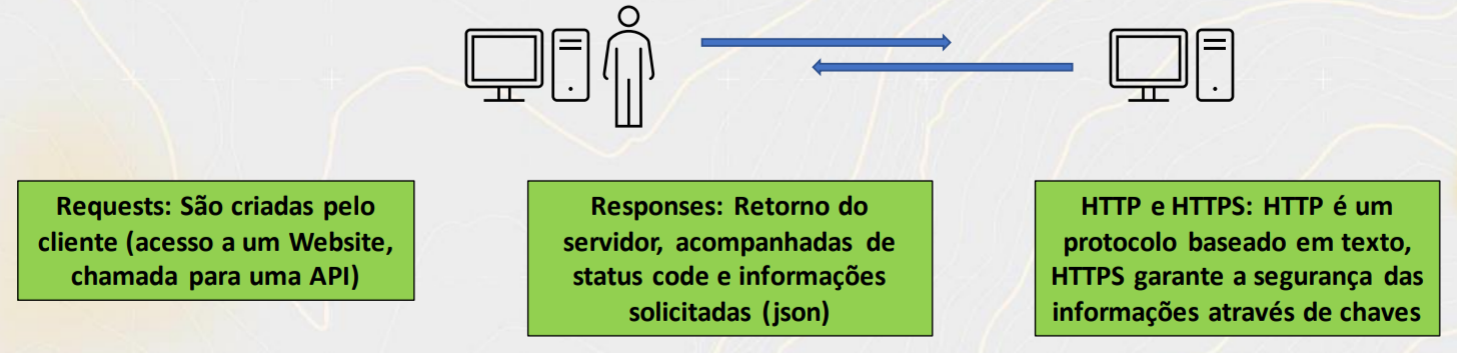 Requests: São criadas pelo
cliente (acesso a um Website,
chamada para uma API)
Responses: Retorno do
servidor, acompanhadas de
status code e informações
solicitadas (json)
HTTP e HTTPS: HTTP é um
protocolo baseado em texto,
HTTPS garante a segurança das
informações através de chaves